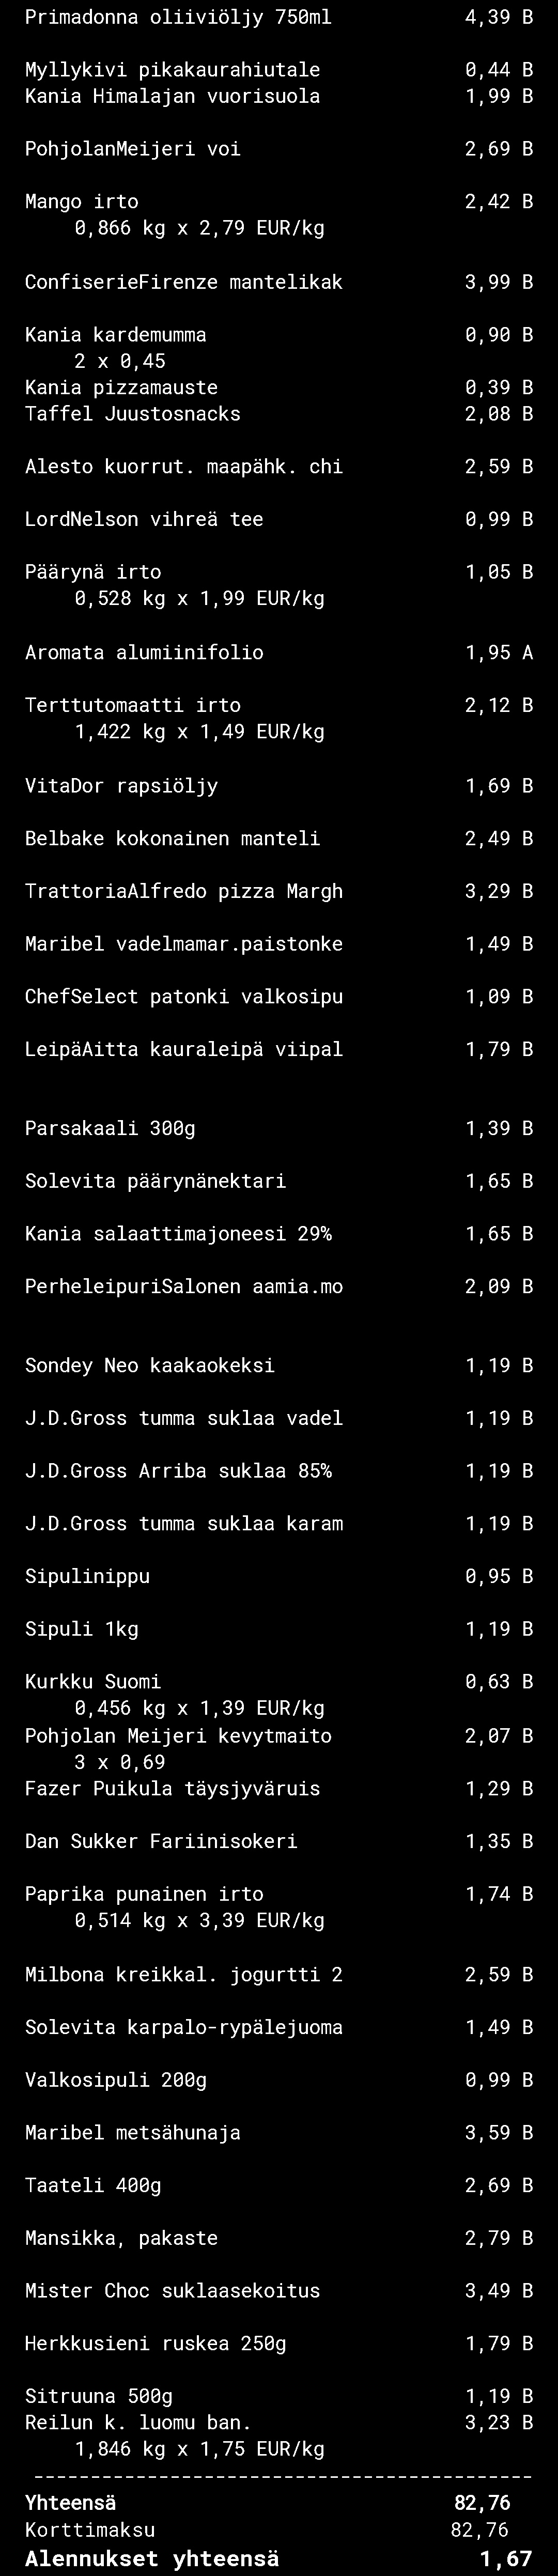 Primadonna oliiviöljy 750ml 4,39 B
Myllykivi pikakaurahiutale 0,44 B
Kania Himalajan vuorisuola 1,99 B
PohjolanMeijeri voi 2,69 B
Mango irto 2,42 B
0,866 kg x 2,79 EUR/kg
ConfiserieFirenze mantelikak 3,99 B
Kania kardemumma 0,90 B
2 x 0,45
Kania pizzamauste 0,39 B
Taffel Juustosnacks 2,08 B
Alesto kuorrut. maapähk. chi 2,59 B
LordNelson vihreä tee 0,99 B
Päärynä irto 1,05 B
0,528 kg x 1,99 EUR/kg
Aromata alumiinifolio 1,95 A
Terttutomaatti irto 2,12 B
1,422 kg x 1,49 EUR/kg
VitaDor rapsiöljy 1,69 B
Belbake kokonainen manteli 2,49 B
TrattoriaAlfredo pizza Margh 3,29 B
Maribel vadelmamar.paistonke 1,49 B
ChefSelect patonki valkosipu 1,09 B
LeipäAitta kauraleipä viipal 1,79 B
Parsakaali 300g 1,39 B
Solevita päärynänektari 1,65 B
Kania salaattimajoneesi 29% 1,65 B
PerheleipuriSalonen aamia.mo 2,09 B
Sondey Neo kaakaokeksi 1,19 B
J.D.Gross tumma suklaa vadel 1,19 B
J.D.Gross Arriba suklaa 85% 1,19 B
J.D.Gross tumma suklaa karam 1,19 B
Sipulinippu 0,95 B
Sipuli 1kg 1,19 B
Kurkku Suomi 0,63 B
0,456 kg x 1,39 EUR/kg
Pohjolan Meijeri kevytmaito 2,07 B
3 x 0,69
Fazer Puikula täysjyväruis 1,29 B
Dan Sukker Fariinisokeri 1,35 B
Paprika punainen irto 1,74 B
0,514 kg x 3,39 EUR/kg
Milbona kreikkal. jogurtti 2 2,59 B
Solevita karpalo-rypälejuoma 1,49 B
Valkosipuli 200g 0,99 B
Maribel metsähunaja 3,59 B
Taateli 400g 2,69 B
Mansikka, pakaste 2,79 B
Mister Choc suklaasekoitus 3,49 B
Herkkusieni ruskea 250g 1,79 B
Sitruuna 500g 1,19 B
Reilun k. luomu ban. 3,23 B
1,846 kg x 1,75 EUR/kg
--------------------------------------------
Yhteensä 82,76
Korttimaksu 82,76
Alennukset yhteensä 1,67